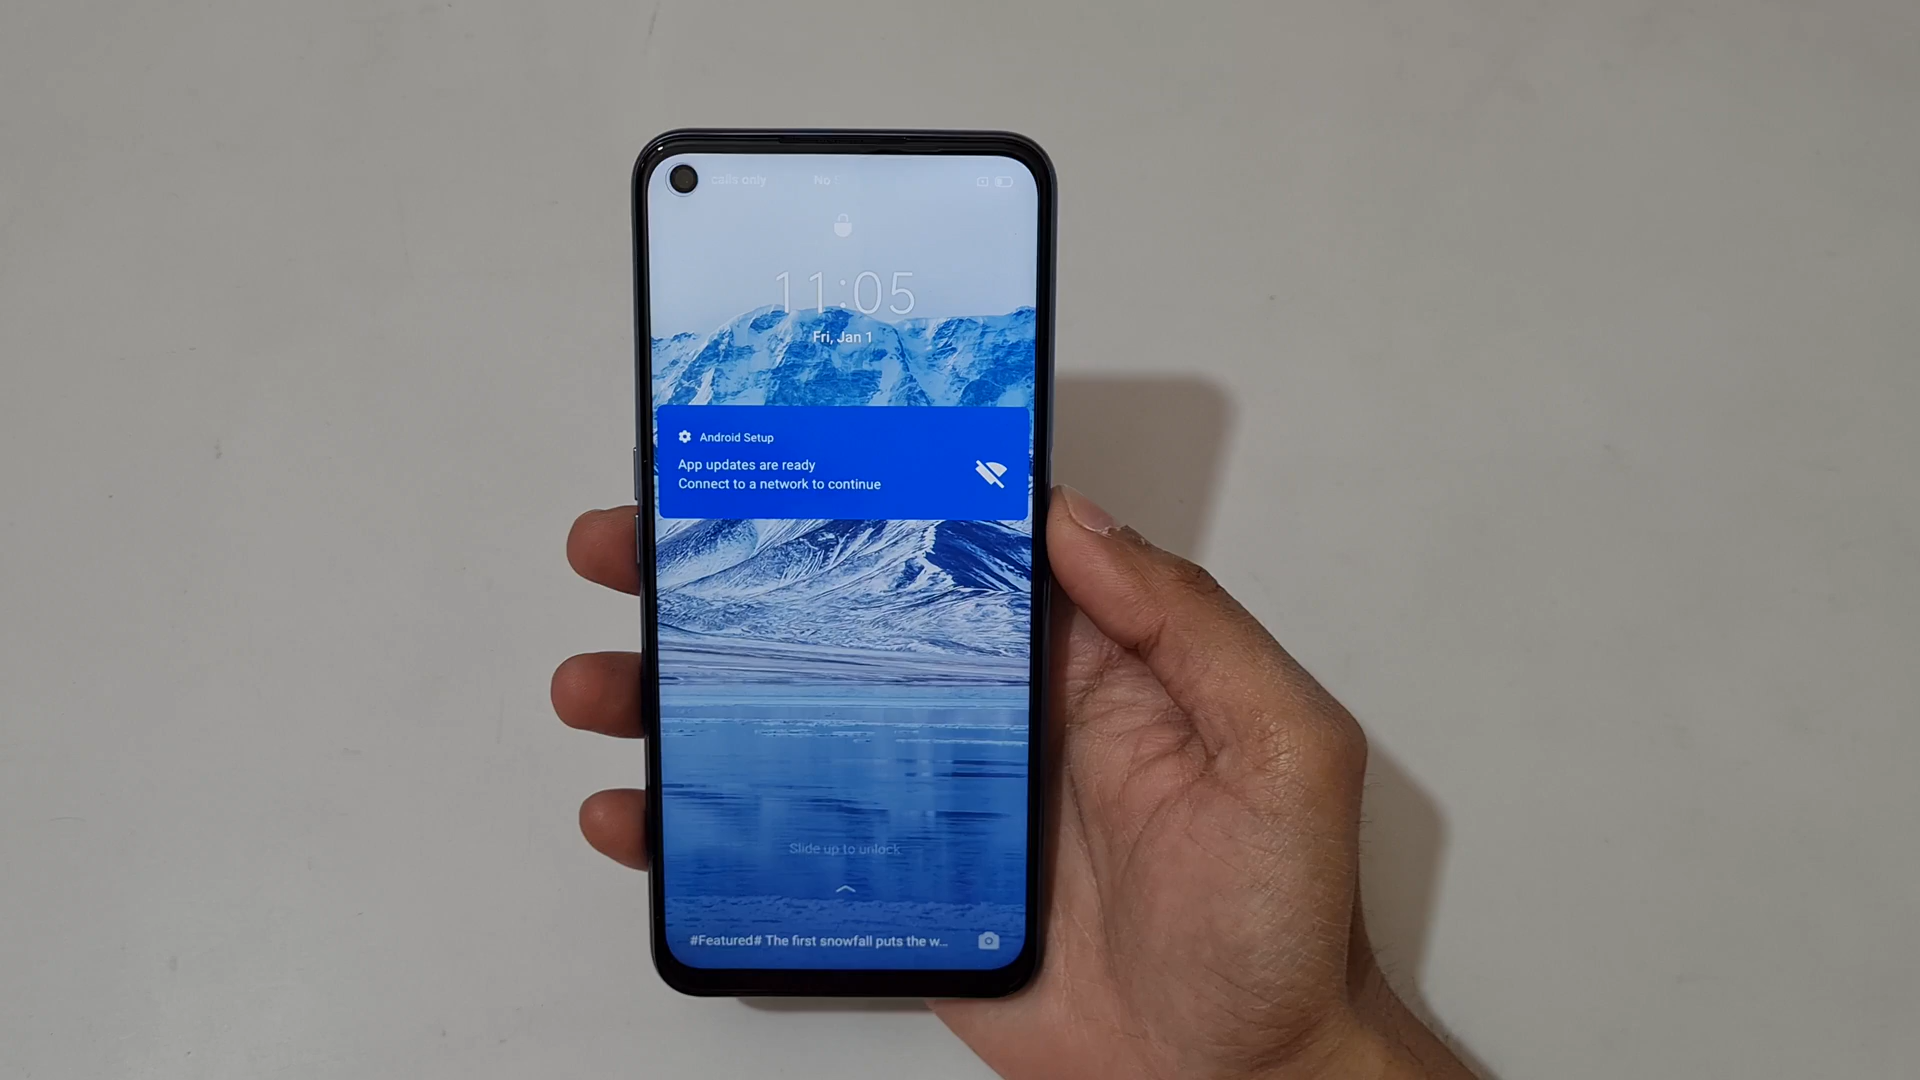 calls only No
11:05
Fri, Jan 1
Android Setup
App updates are ready
Connect to a network to continue
Slide up to unlock
#Featured# The first snowfall puts the w...